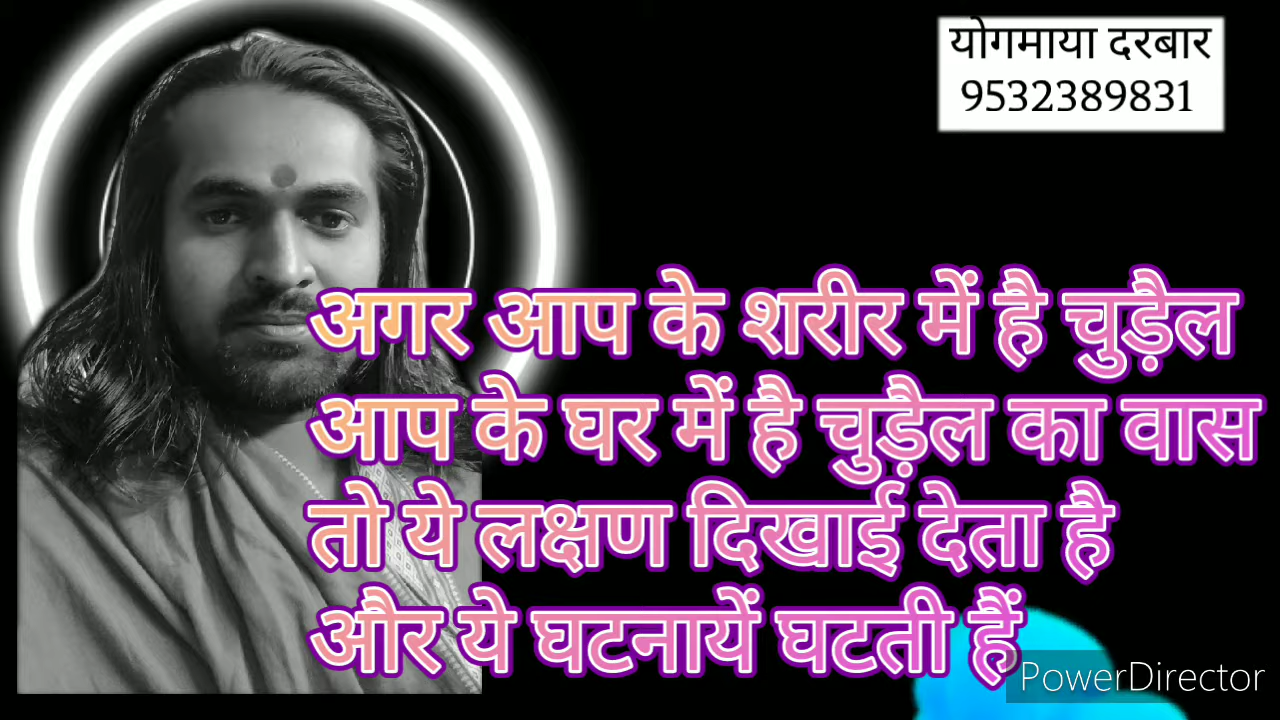 योगमाया दरबार
9532389831
अगर आप के शरीर में है चुड़ैल
आप के घर में है चुड़ैल का वास
तो ये लक्षण दिखाई देता है
और ये घटनायें घटती हैं
PowerDirector